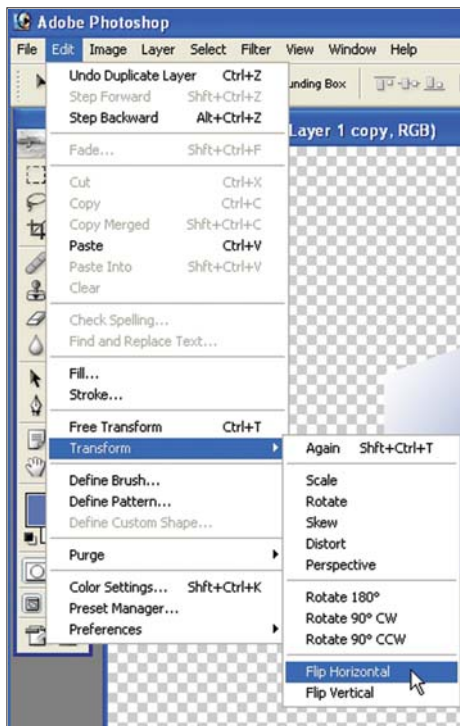 Adobe Photoshop
File Edit Image Layer Select Filter View Window Help
unding Box
Layer 1 copy, RGB)
Undo Duplicate Layer Ctrl+Z
Step Forward Shft+Ctrl+Z
Step Backward Alt+Ctrl+Z
Fade... Shft+Ctrl+F
Cut Ctrl+X
Copy Ctrl+C
Copy Merged Shft+Ctrl+C
Paste Ctrl+V
Paste Into Shft+Ctrl+V
Clear
Check Spelling...
Find and Replace Text...
Fill...
Stroke...
Free Transform Ctrl+T
Transform
Define Brush...
Define Pattern...
Define Custom Shape...
Purge
Color Settings... Shft+Ctrl+K
Preset Manager...
Preferences
Again Shft+Ctrl+T
Scale
Rotate
Skew
Distort
Perspective
Rotate 180°
Rotate 90° CW
Rotate 90° CCW
Flip Horizontal
Flip Vertical